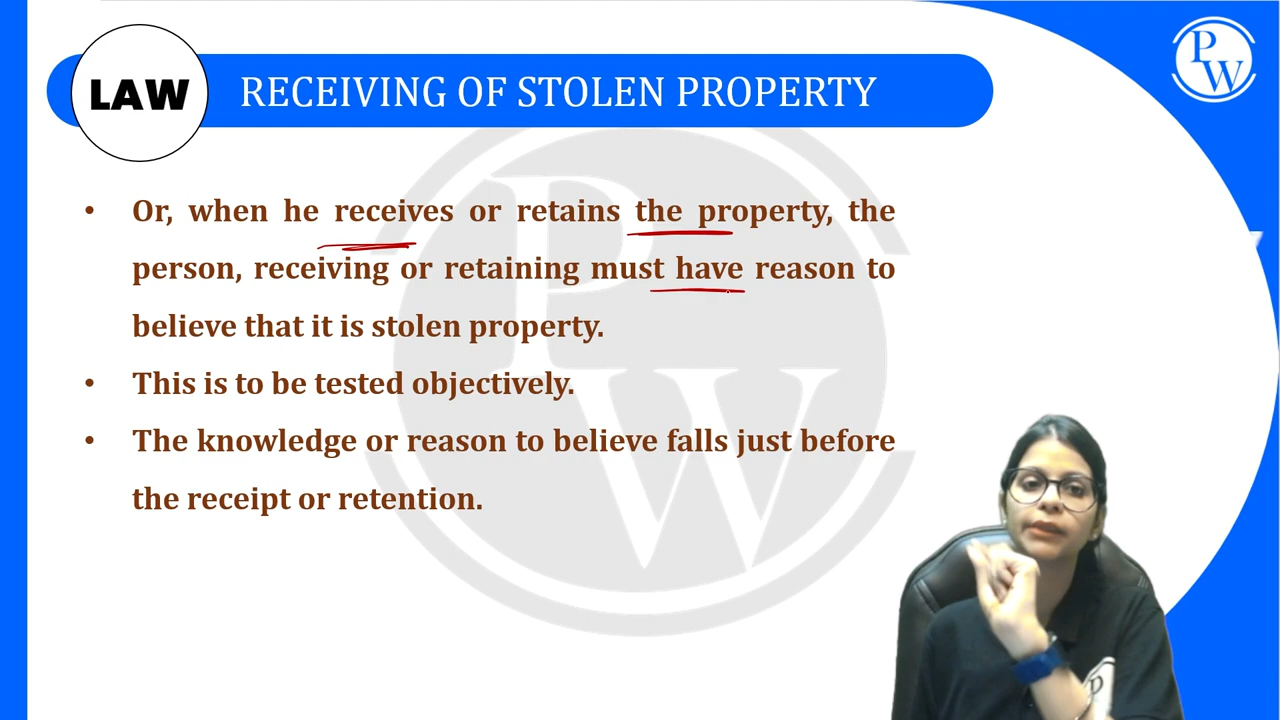 LAW
RECEIVING OF STOLEN PROPERTY
P
W
• Or, when he receives or retains the property, the
person, receiving or retaining must have reason to
believe that it is stolen property.
• This is to be tested objectively.
• The knowledge or reason to believe falls just before
the receipt or retention.
P
W
P